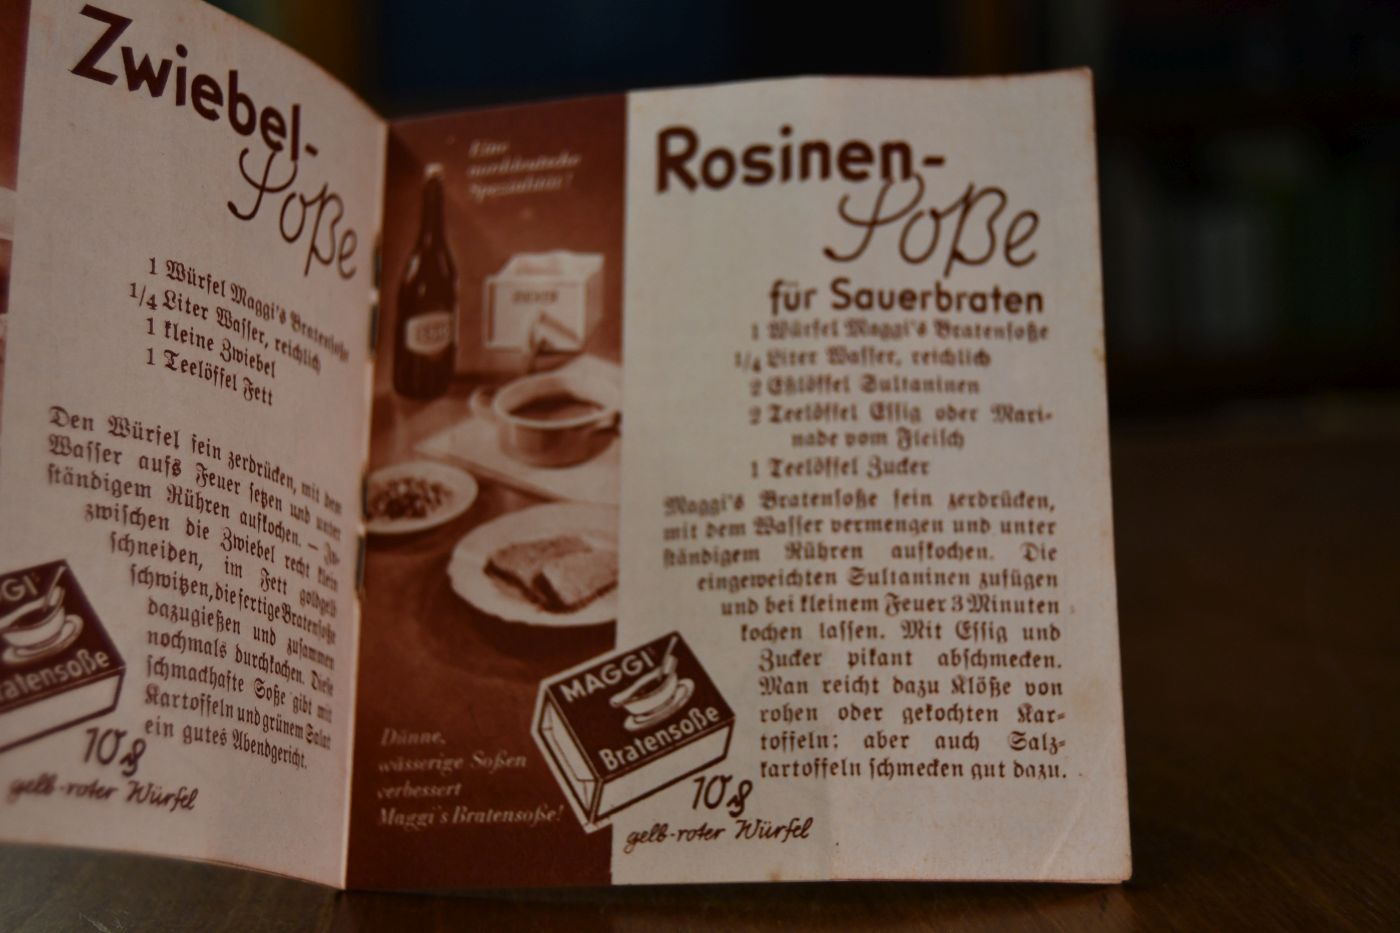 Zwiebel-
Soße
1 Würfel Maggi's Bratensoße
1/4 Liter Wasser, reichlich
1 kleine Zwiebel
1 Teelöffel Fett
Den Würfel fein zerdrücken, mit dem
Wasser aufs Feuer setzen und unter
ständigem Rühren aufkochen. – In-
zwischen die Zwiebel recht klein
schneiden, im Fett goldgelb
schwitzen, die fertige Bratensoße
dazugießen und zusammen
nochmals durchkochen. Diese
schmackhafte Soße gibt mit
Kartoffeln und grünem Salat
ein gutes Abendgericht.
GGI
ratensoße
10₰
gelb-roter Würfel
Eine
norddeutsche
Spezialität!
Dünne,
wässerige Soßen
verbessert
Maggi's Bratensoße!
Rosinen-
Soße
für Sauerbraten
1 Würfel Maggi's Bratensoße
1/4 Liter Wasser, reichlich
2 Eßlöffel Sultaninen
2 Teelöffel Essig oder Mari-
nade vom Fleisch
1 Teelöffel Zucker
Maggi's Bratensoße fein zerdrücken,
mit dem Wasser vermengen und unter
ständigem Rühren aufkochen. Die
eingeweichten Sultaninen zufügen
und bei kleinem Feuer 3 Minuten
kochen lassen. Mit Essig und
Zucker pikant abschmecken.
Man reicht dazu Klöße von
rohen oder gekochten Kar-
toffeln; aber auch Salz-
kartoffeln schmecken gut dazu.
MAGGI
Bratensoße
10₰
gelb-roter Würfel